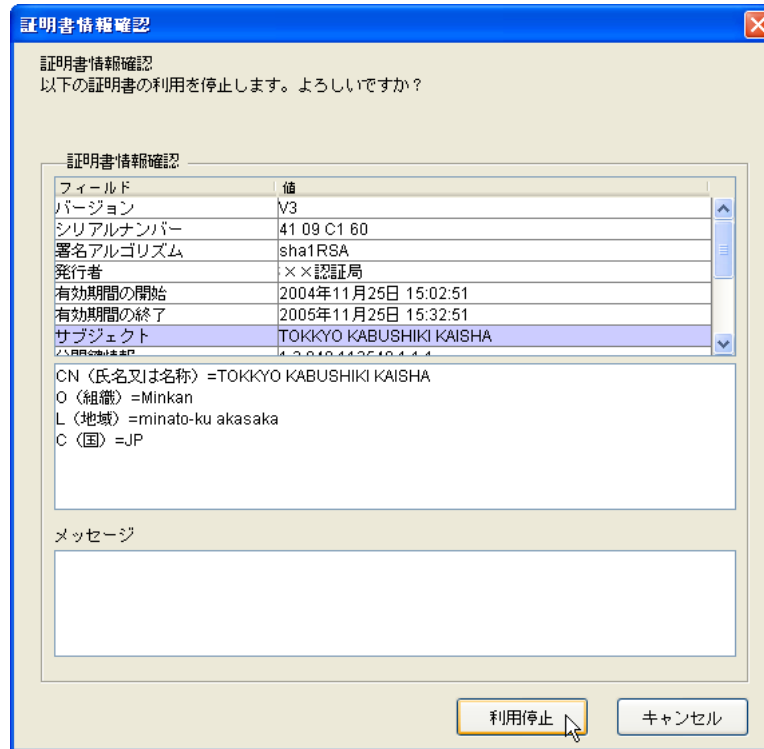 証明書情報確認
証明書情報確認
以下の証明書の利用を停止します。よろしいですか？
証明書情報確認
フィールド 値
バージョン V3
シリアルナンバー 41 09 C1 60
署名アルゴリズム sha1RSA
発行者 ××認証局
有効期間の開始 2004年11月25日 15:02:51
有効期間の終了 2005年11月25日 15:32:51
サブジェクト TOKKYO KABUSHIKI KAISHA
CN（氏名又は名称）=TOKKYO KABUSHIKI KAISHA
O（組織）=Minkan
L（地域）=minato-ku akasaka
C（国）=JP
メッセージ
利用停止 キャンセル